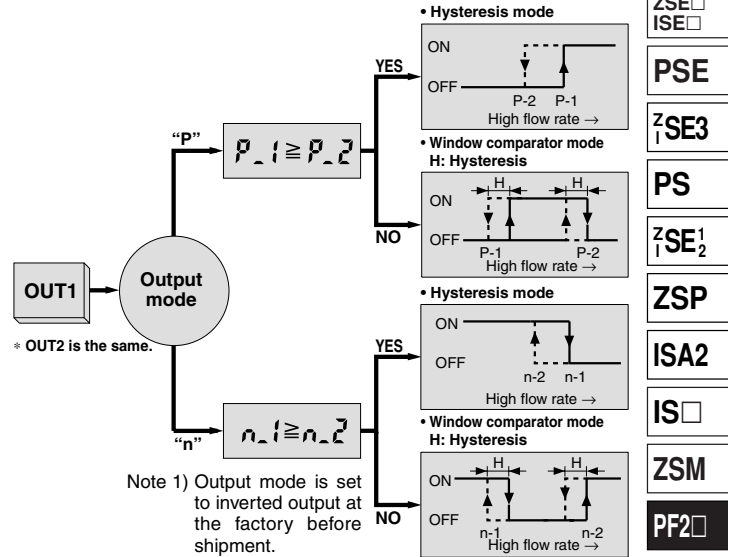 • Hysteresis mode
ON
OFF
P-2 P-1
High flow rate →
YES
"P"
P_1 ≧ P_2
NO
• Window comparator mode
H: Hysteresis
H H
ON
OFF
P-1 P-2
High flow rate →
OUT1
Output
mode
∗ OUT2 is the same.
• Hysteresis mode
ON
OFF
n-2 n-1
High flow rate →
YES
"n"
n_1 ≧ n_2
NO
• Window comparator mode
H: Hysteresis
H H
ON
OFF
n-1 n-2
High flow rate →
Note 1) Output mode is set
to inverted output at
the factory before
shipment.
ZSE□
ISE□
PSE
Z
I SE3
PS
Z
I SE 1
2
ZSP
ISA2
IS□
ZSM
PF2□